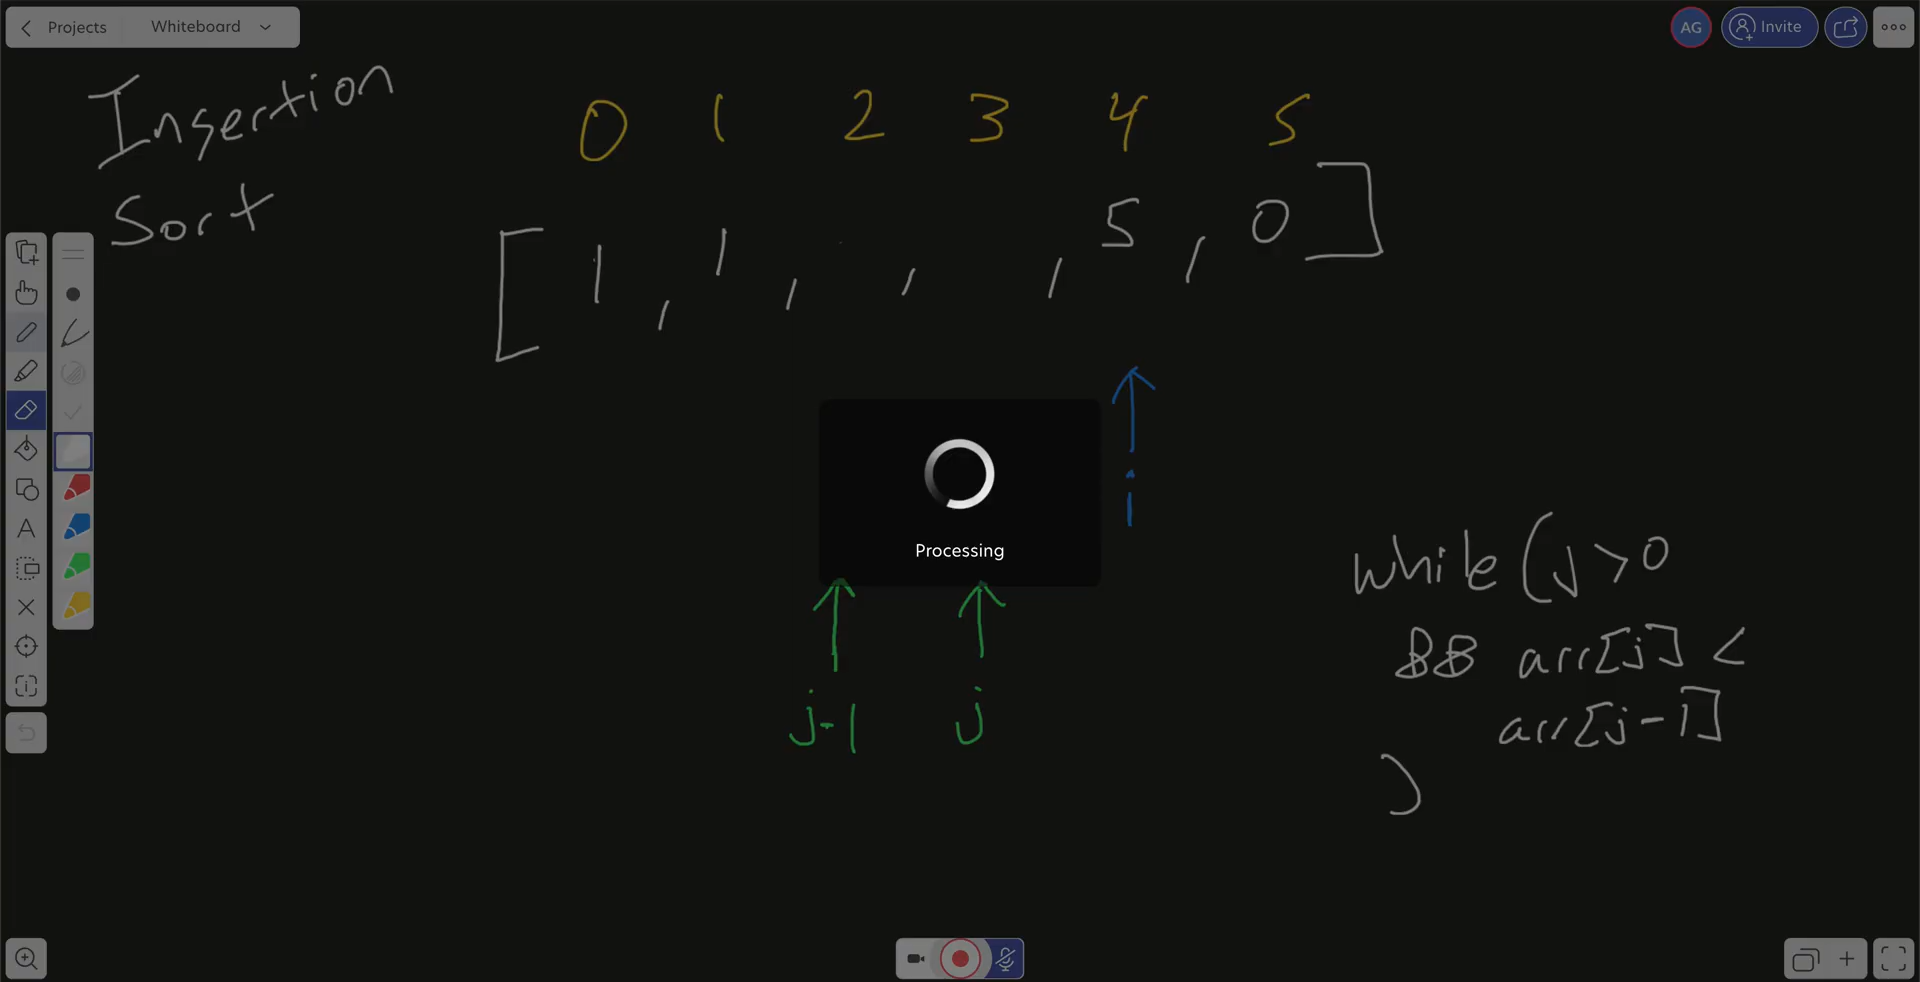 Projects Whiteboard
AG Invite
Insertion
Sort
0 1 2 3 4 5
[ 1, 1, , , 5, 0 ]
A
Processing
i
j-1 j
while (j > 0
&& arr[j] <
arr[j-1]
)